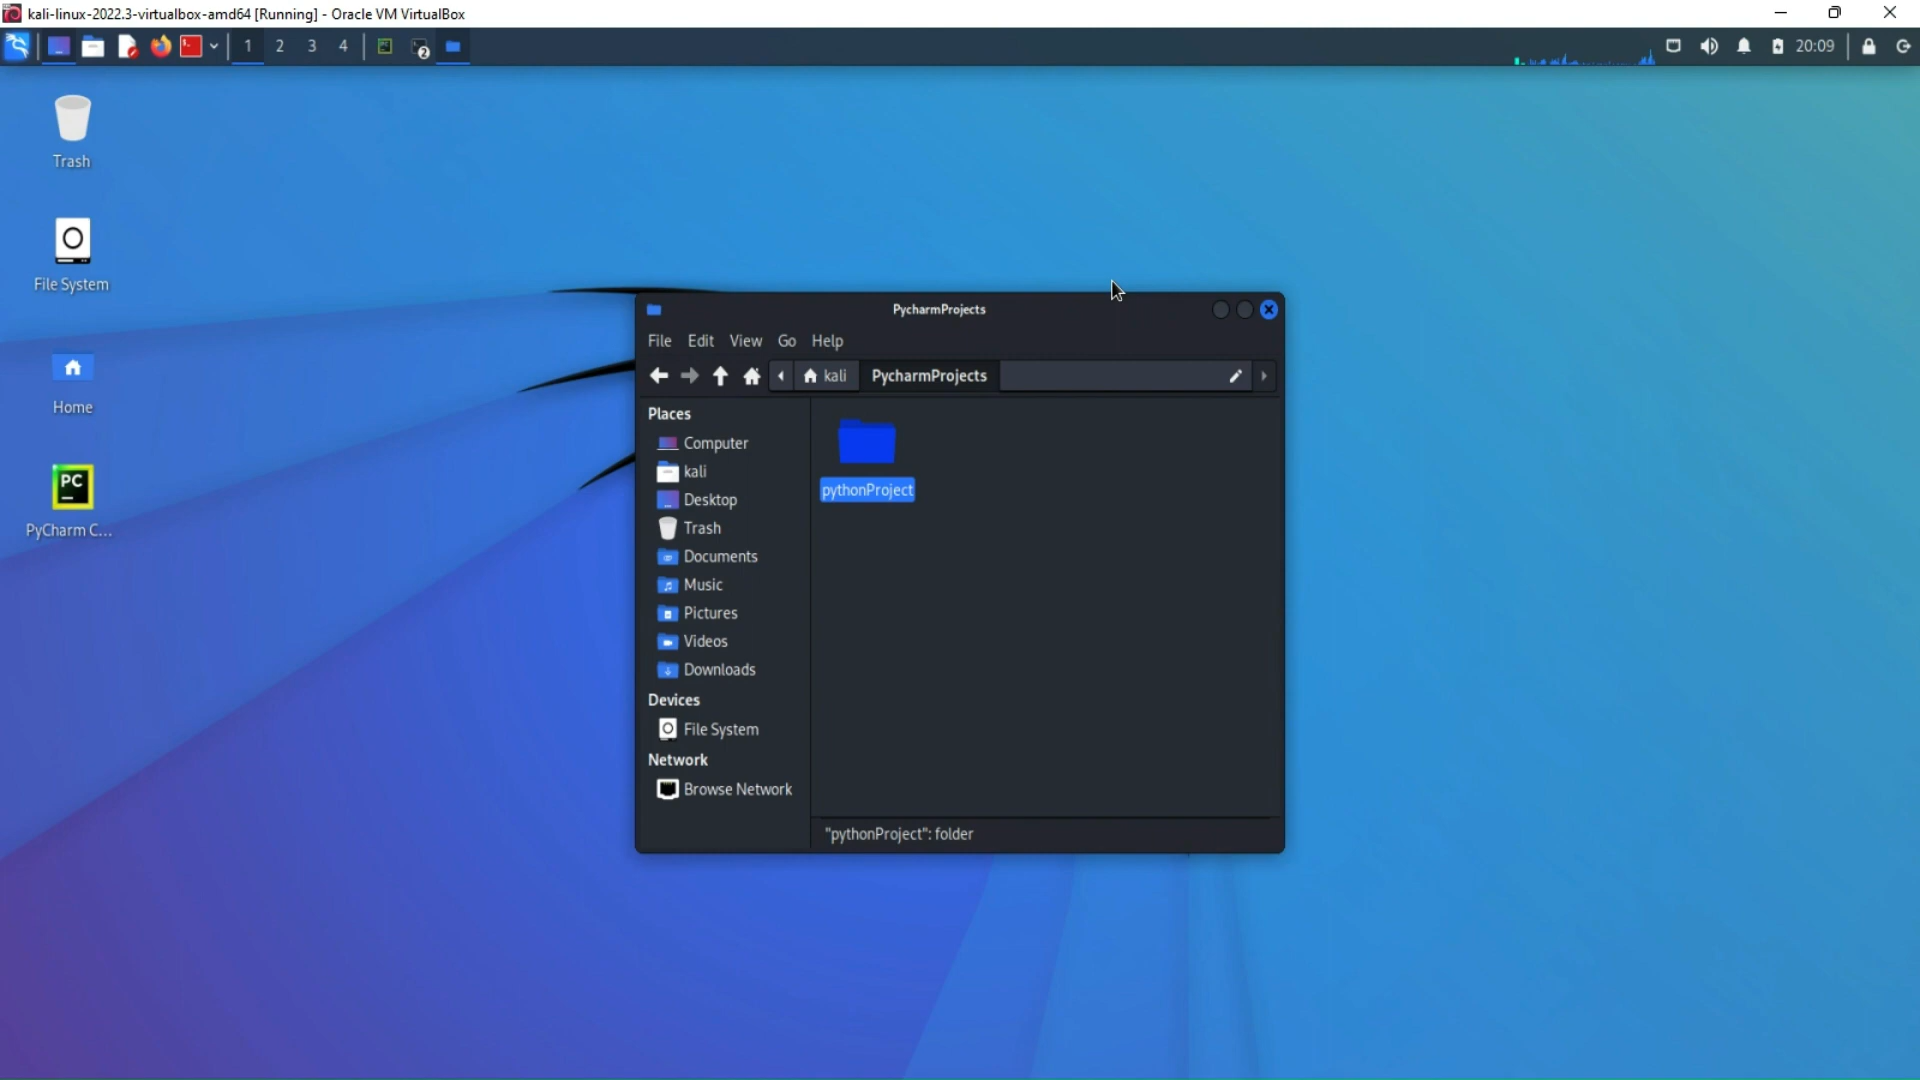 kali-linux-2022.3-virtualbox-amd64 [Running] - Oracle VM VirtualBox
1 2 3 4 2 20:09
Trash
File System
Home
PC
PyCharm C...
PycharmProjects
File Edit View Go Help
kali PycharmProjects
Places
Computer
kali
Desktop
Trash
Documents
Music
Pictures
Videos
Downloads
Devices
File System
Network
Browse Network
pythonProject
"pythonProject": folder